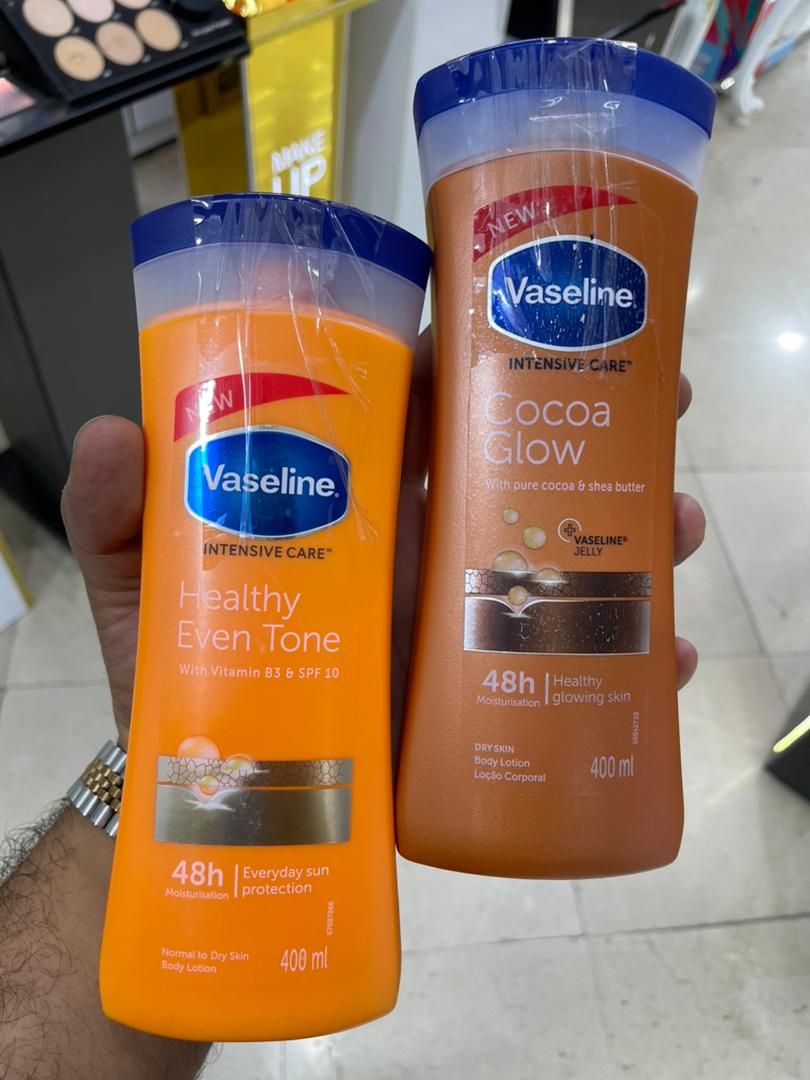 MAKE
UP
NEW
Vaseline®
INTENSIVE CARE™
Healthy
Even Tone
With Vitamin B3 & SPF 10
48h
Moisturisation
Everyday sun
protection
67887666
Normal to Dry Skin
Body Lotion
400 ml
NEW
Vaseline
INTENSIVE CARE™
Cocoa
Glow
With pure cocoa & shea butter
VASELINE®
JELLY
48h
Moisturisation
Healthy
glowing skin
68542733
DRY SKIN
Body Lotion
Loção Corporal
400 ml